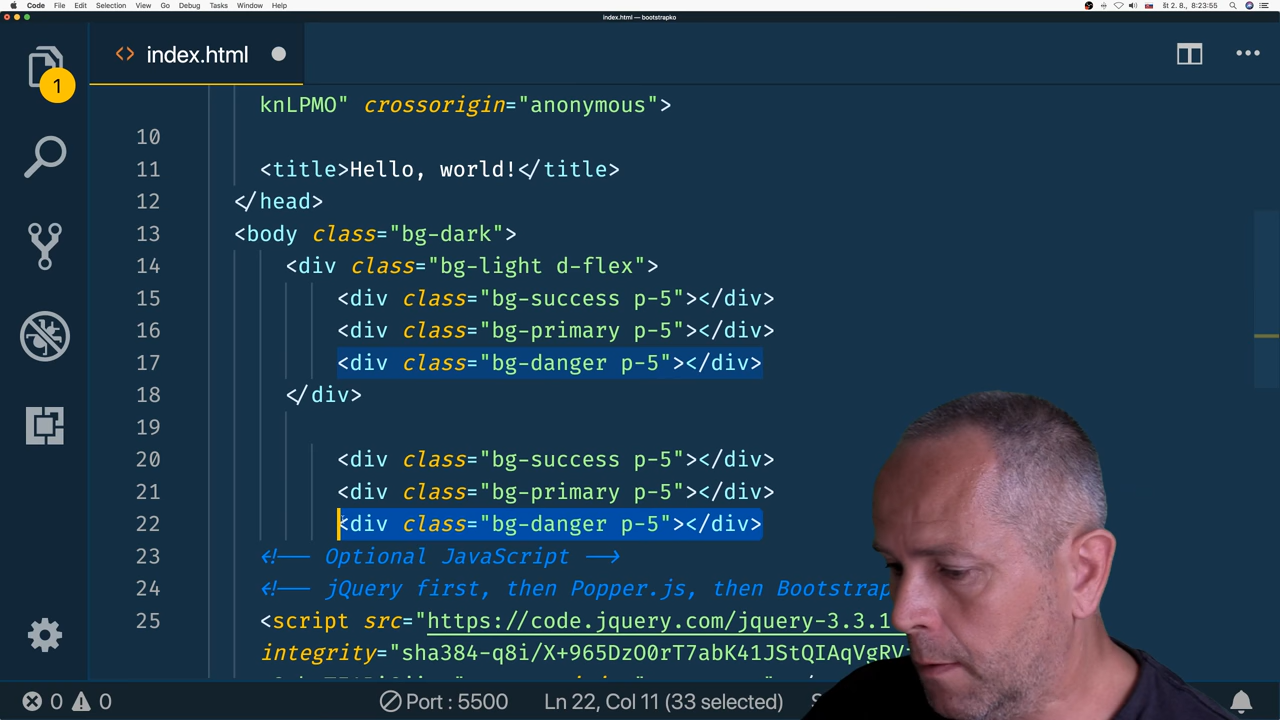 Code File Edit Selection View Go Debug Tasks Window Help št 2. 8., 8:23:55
index.html — bootstrapko
index.html
1
knLPMO" crossorigin="anonymous">
10
11 <title>Hello, world!</title>
12 </head>
13 <body class="bg-dark">
14 <div class="bg-light d-flex">
15 <div class="bg-success p-5"></div>
16 <div class="bg-primary p-5"></div>
17 <div class="bg-danger p-5"></div>
18 </div>
19
20 <div class="bg-success p-5"></div>
21 <div class="bg-primary p-5"></div>
22 <div class="bg-danger p-5"></div>
23 <!-- Optional JavaScript -->
24 <!-- jQuery first, then Popper.js, then Bootstrap
25 <script src="https://code.jquery.com/jquery-3.3.1
integrity="sha384-q8i/X+965DzO0rT7abK41JStQIAqVgRV
0 0 Port : 5500 Ln 22, Col 11 (33 selected)